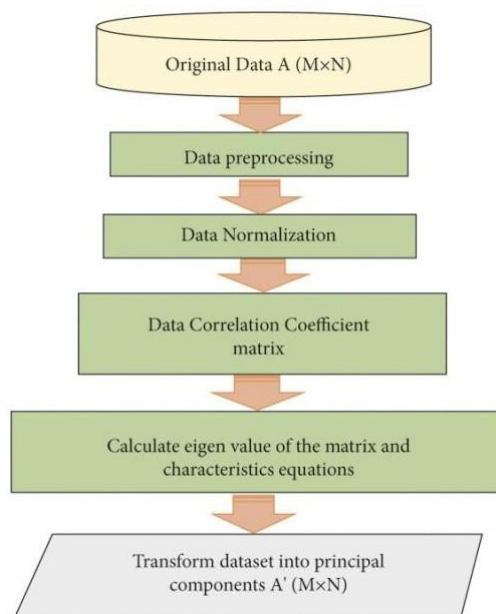 Original Data A (M×N)
Data preprocessing
Data Normalization
Data Correlation Coefficient
matrix
Calculate eigen value of the matrix and
characteristics equations
Transform dataset into principal
components A' (M×N)